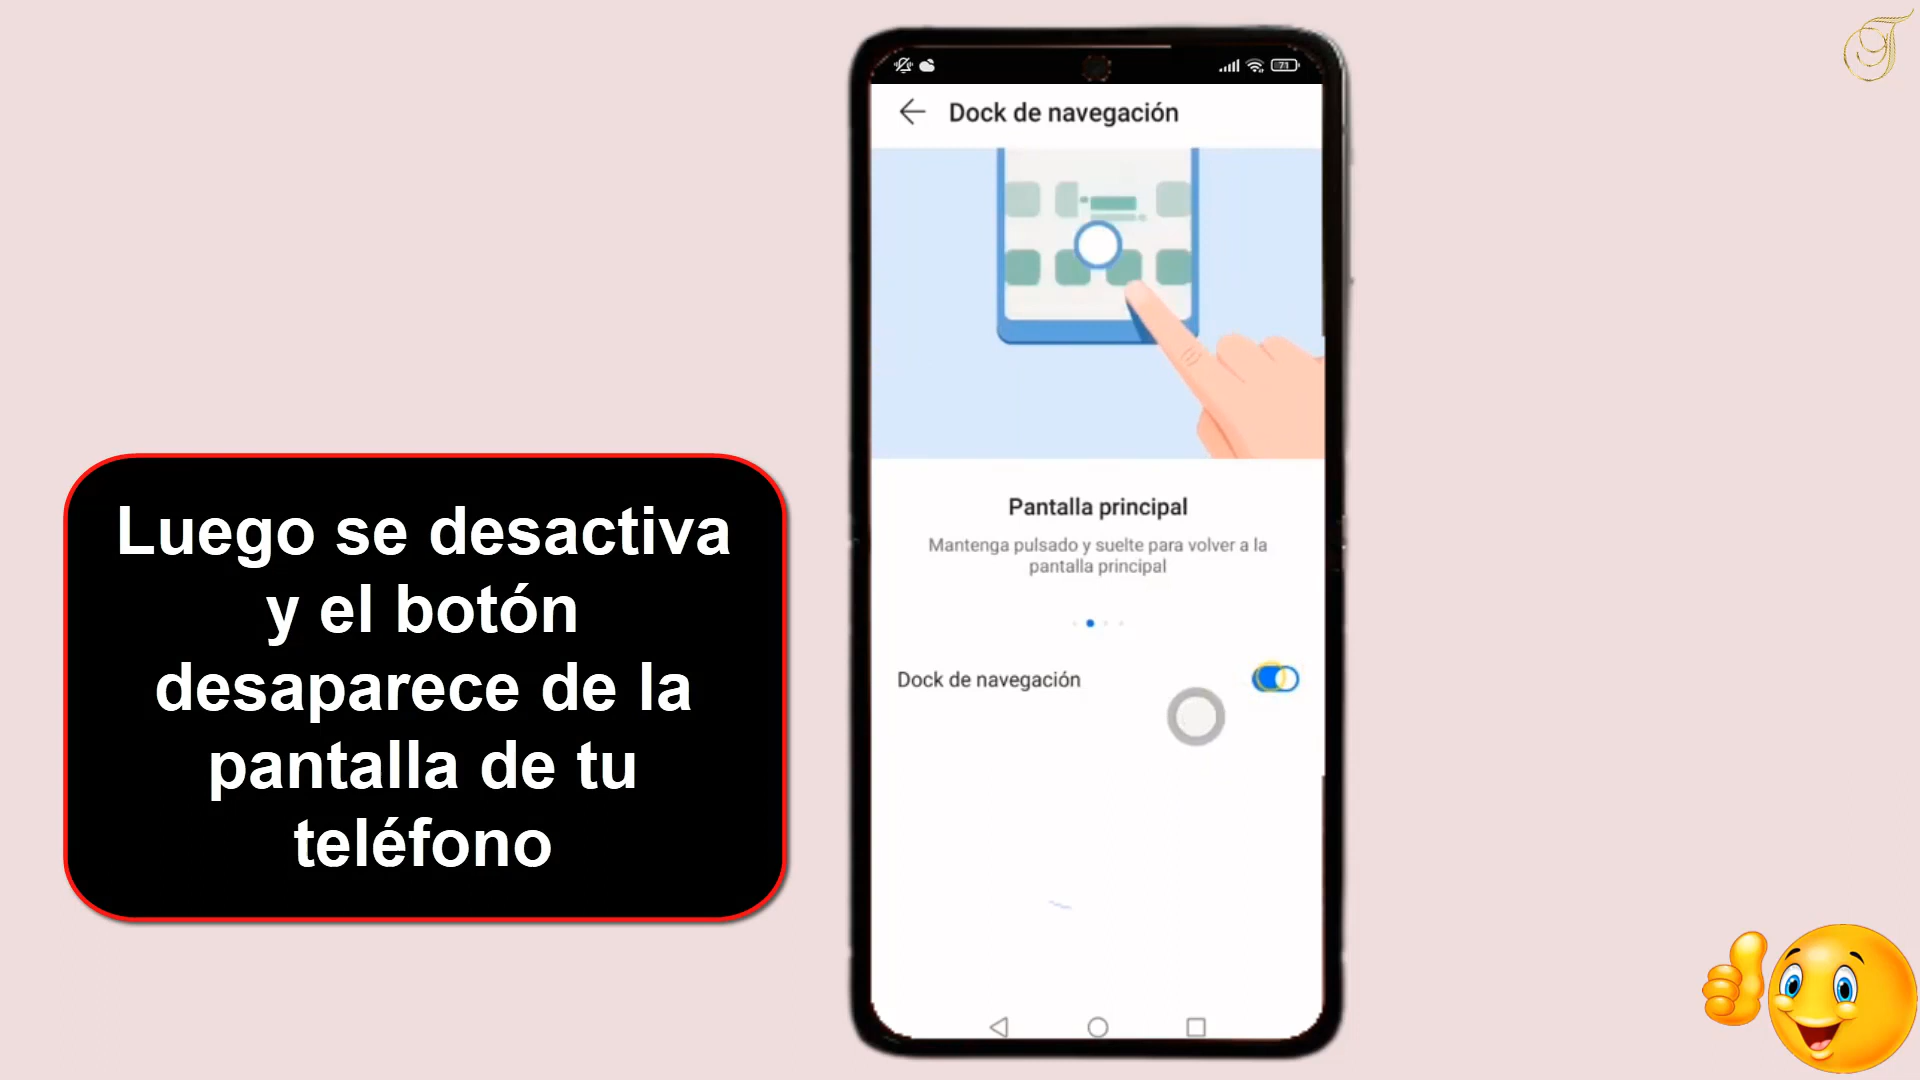 71
Dock de navegación
Pantalla principal
Mantenga pulsado y suelte para volver a la
pantalla principal
Dock de navegación
Luego se desactiva
y el botón
desaparece de la
pantalla de tu
teléfono